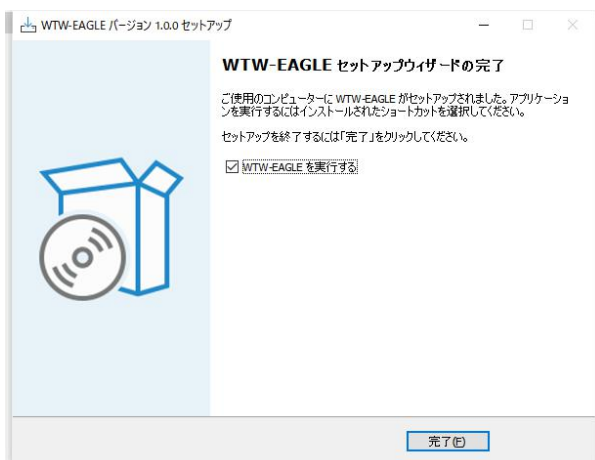 WTW-EAGLE バージョン 1.0.0 セットアップ
WTW-EAGLE セットアップウィザードの完了
ご使用のコンピューターに WTW-EAGLE がセットアップされました。アプリケーショ
ンを実行するにはインストールされたショートカットを選択してください。
セットアップを終了するには「完了」をクリックしてください。
WTW-EAGLE を実行する
完了(F)